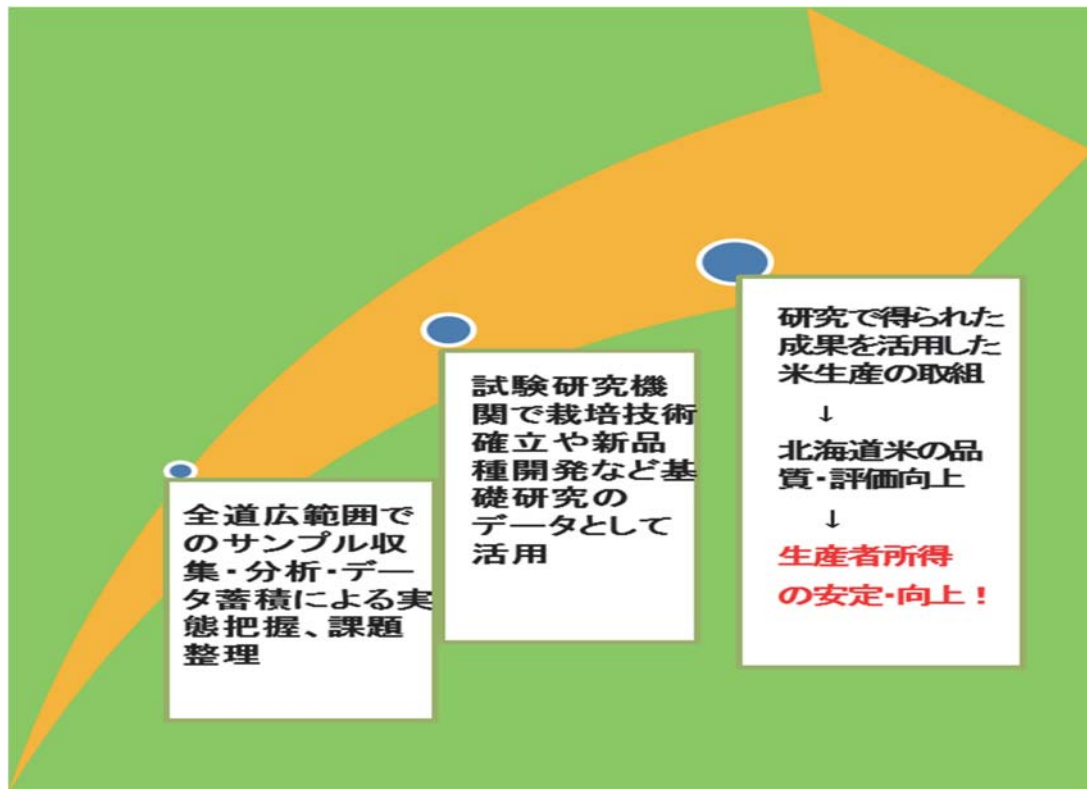 全道広範囲で
のサンプル収
集・分析・デー
タ蓄積による実
態把握、課題
整理
試験研究機
関で栽培技術
確立や新品
種開発など基
礎研究の
データとして
活用
研究で得られた
成果を活用した
米生産の取組
↓
北海道米の品
質・評価向上
↓
生産者所得
の安定・向上！